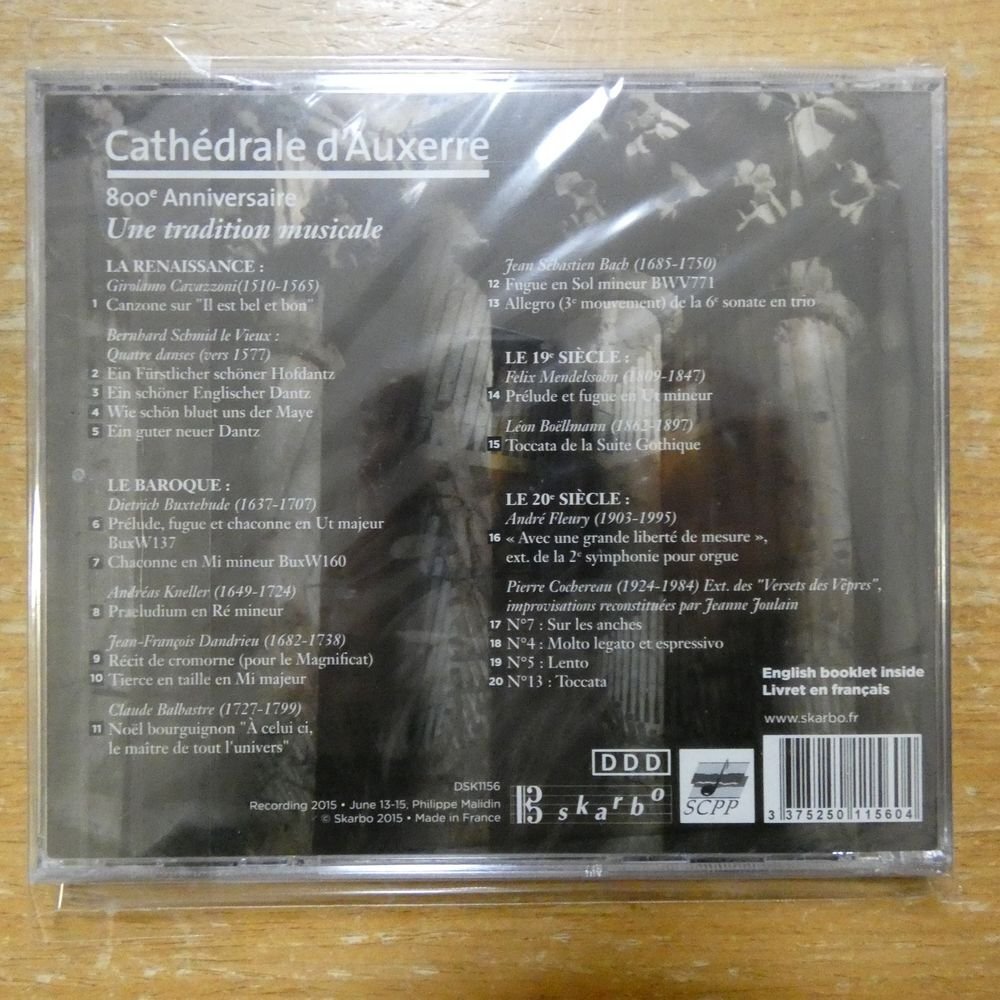 Cathédrale d'Auxerre
800e Anniversaire
Une tradition musicale
LA RENAISSANCE :
Girolamo Cavazzoni(1510-1565)
1 Canzone sur "Il est bel et bon"
Bernhard Schmid le Vieux :
Quatre danses (vers 1577)
2 Ein Fürstlicher schöner Hofdantz
3 Ein schöner Englischer Dantz
4 Wie schön bluet uns der Maye
5 Ein guter neuer Dantz
LE BAROQUE :
Dietrich Buxtehude (1637-1707)
6 Prélude, fugue et chaconne en Ut majeur
BuxW137
7 Chaconne en Mi mineur BuxW160
Andréas Kneller (1649-1724)
8 Præludium en Ré mineur
Jean-François Dandrieu (1682-1738)
9 Récit de cromorne (pour le Magnificat)
10 Tierce en taille en Mi majeur
Claude Balbastre (1727-1799)
11 Noël bourguignon "À celui ci,
le maître de tout l'univers"
Jean Sébastien Bach (1685-1750)
12 Fugue en Sol mineur BWV771
13 Allegro (3e mouvement) de la 6e sonate en trio
LE 19e SIÈCLE :
Felix Mendelssohn (1809-1847)
14 Prélude et fugue en Ut mineur
Léon Boëllmann (1862-1897)
15 Toccata de la Suite Gothique
LE 20e SIÈCLE :
André Fleury (1903-1995)
16 « Avec une grande liberté de mesure »,
ext. de la 2e symphonie pour orgue
Pierre Cochereau (1924-1984) Ext. des "Versets des Vêpres",
improvisations reconstituées par Jeanne Joulain
17 N°7 : Sur les anches
18 N°4 : Molto legato et espressivo
19 N°5 : Lento
20 N°13 : Toccata
English booklet inside
Livret en français
www.skarbo.fr
DSK1156
Recording 2015 • June 13-15, Philippe Malidin
© Skarbo 2015 • Made in France
skarbo
DDD
SCPP
3 375250 115604